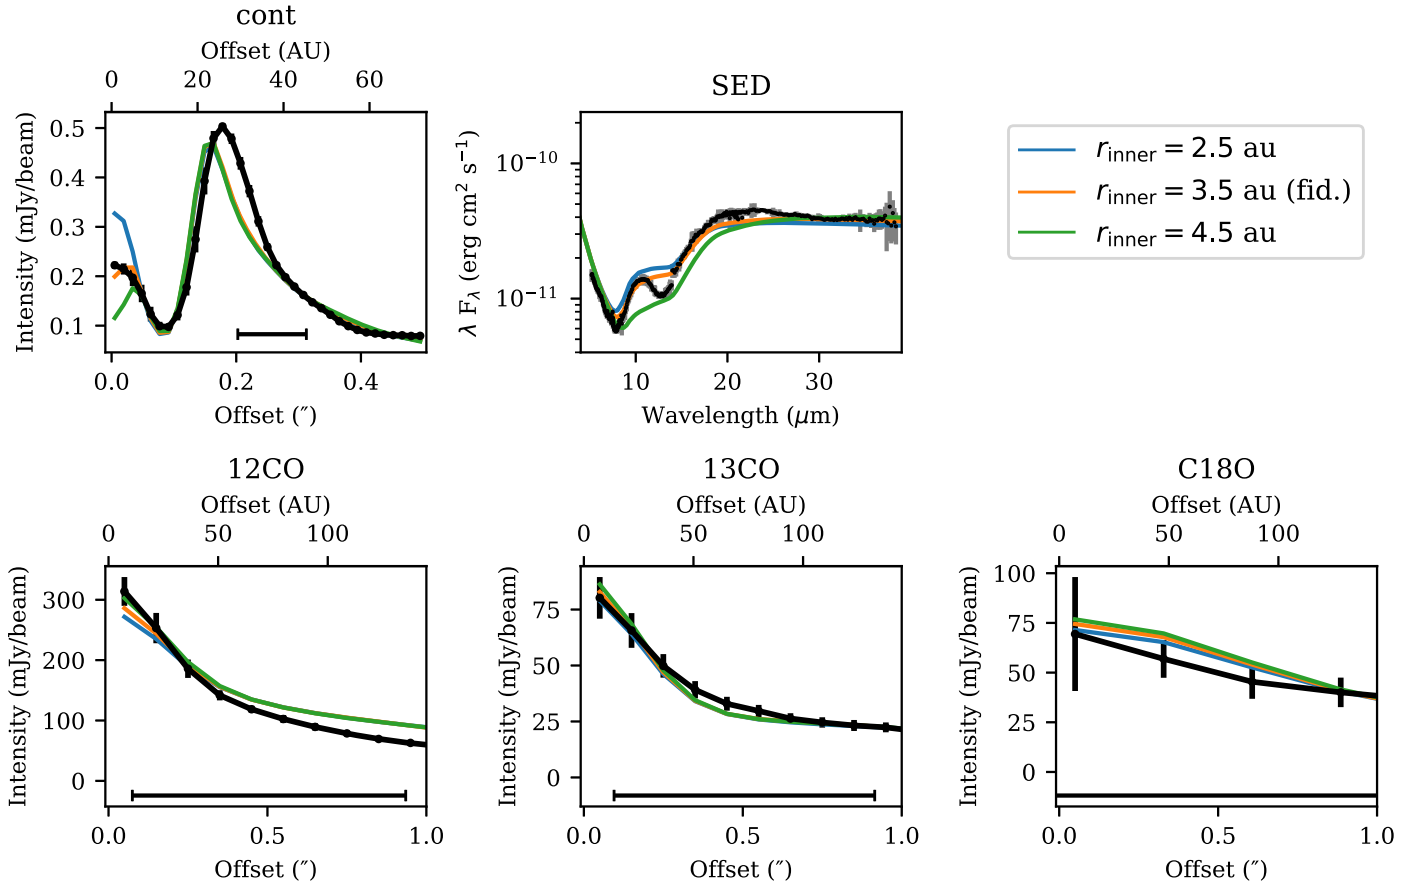 cont
Offset (AU)
0 20 40 60
Intensity (mJy/beam)
0.5
0.4
0.3
0.2
0.1
0.0 0.2 0.4
Offset (″)
SED
λ F_λ (erg cm² s⁻¹)
10⁻¹⁰
10⁻¹¹
10 20 30
Wavelength (μm)
r_inner = 2.5 au
r_inner = 3.5 au (fid.)
r_inner = 4.5 au
12CO
Offset (AU)
0 50 100
Intensity (mJy/beam)
300
200
100
0
0.0 0.5 1.0
Offset (″)
13CO
Offset (AU)
0 50 100
Intensity (mJy/beam)
75
50
25
0
0.0 0.5 1.0
Offset (″)
C18O
Offset (AU)
0 50 100
Intensity (mJy/beam)
100
75
50
25
0
0.0 0.5 1.0
Offset (″)